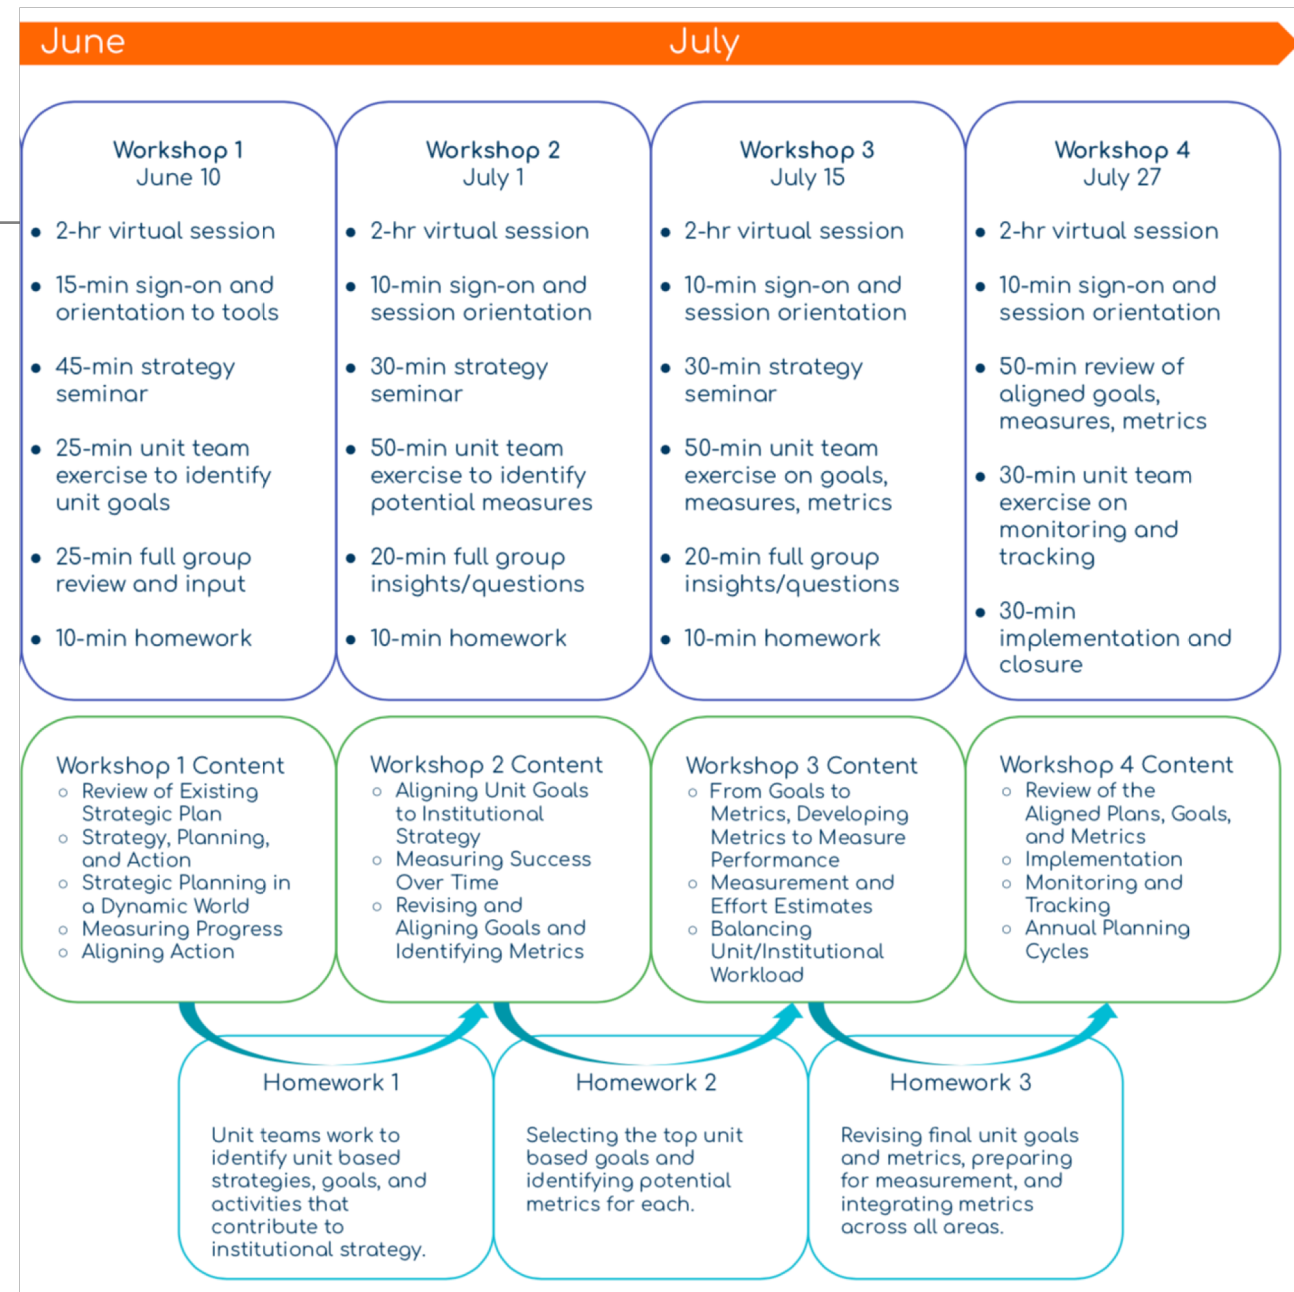 June
July
Workshop 1
June 10
• 2-hr virtual session
• 15-min sign-on and
orientation to tools
• 45-min strategy
seminar
• 25-min unit team
exercise to identify
unit goals
• 25-min full group
review and input
• 10-min homework
Workshop 2
July 1
• 2-hr virtual session
• 10-min sign-on and
session orientation
• 30-min strategy
seminar
• 50-min unit team
exercise to identify
potential measures
• 20-min full group
insights/questions
• 10-min homework
Workshop 3
July 15
• 2-hr virtual session
• 10-min sign-on and
session orientation
• 30-min strategy
seminar
• 50-min unit team
exercise on goals,
measures, metrics
• 20-min full group
insights/questions
• 10-min homework
Workshop 4
July 27
• 2-hr virtual session
• 10-min sign-on and
session orientation
• 50-min review of
aligned goals,
measures, metrics
• 30-min unit team
exercise on
monitoring and
tracking
• 30-min
implementation and
closure
Workshop 1 Content
○ Review of Existing
Strategic Plan
○ Strategy, Planning,
and Action
○ Strategic Planning in
a Dynamic World
○ Measuring Progress
○ Aligning Action
Workshop 2 Content
○ Aligning Unit Goals
to Institutional
Strategy
○ Measuring Success
Over Time
○ Revising and
Aligning Goals and
Identifying Metrics
Workshop 3 Content
○ From Goals to
Metrics, Developing
Metrics to Measure
Performance
○ Measurement and
Effort Estimates
○ Balancing
Unit/Institutional
Workload
Workshop 4 Content
○ Review of the
Aligned Plans, Goals,
and Metrics
○ Implementation
○ Monitoring and
Tracking
○ Annual Planning
Cycles
Homework 1
Unit teams work to
identify unit based
strategies, goals, and
activities that
contribute to
institutional strategy.
Homework 2
Selecting the top unit
based goals and
identifying potential
metrics for each.
Homework 3
Revising final unit goals
and metrics, preparing
for measurement, and
integrating metrics
across all areas.